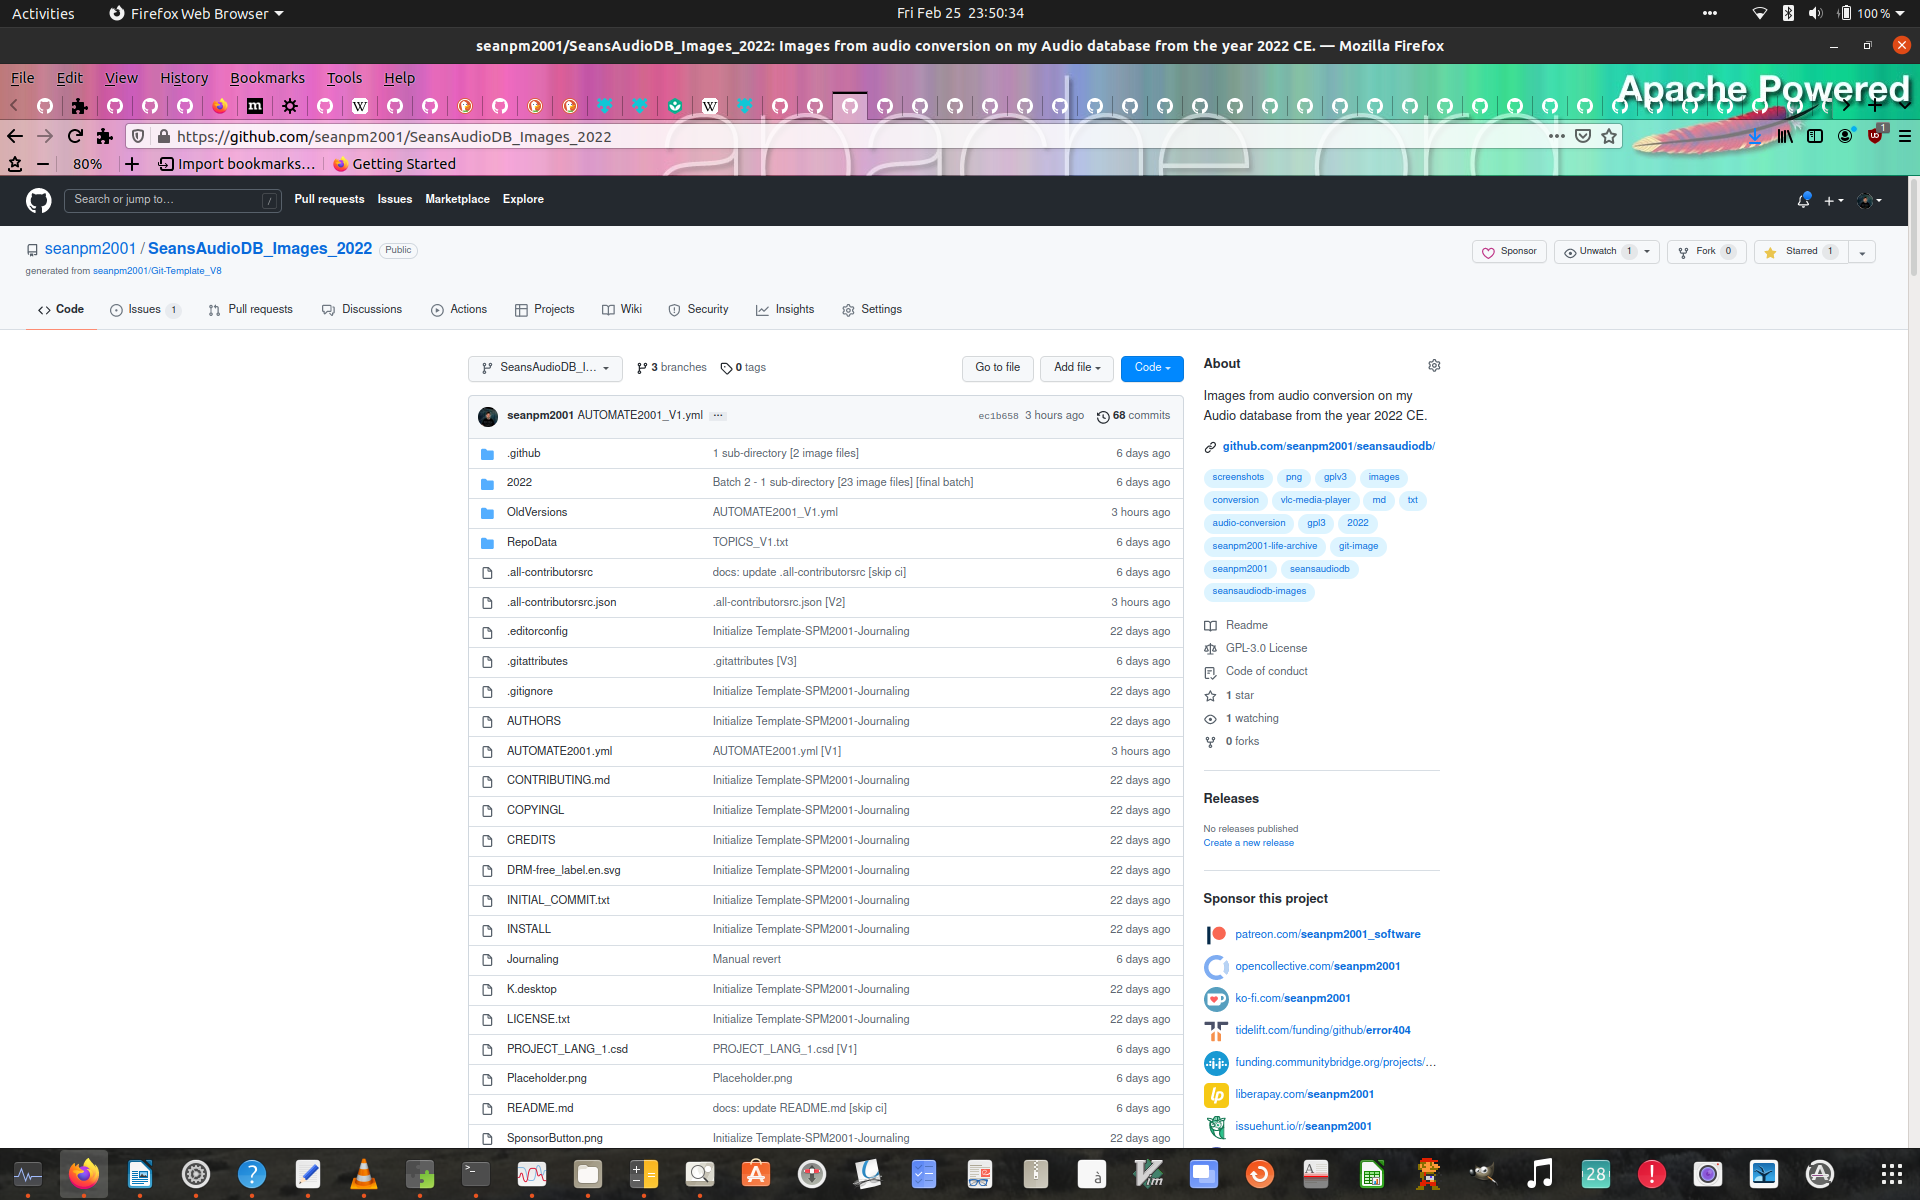 Activities Firefox Web Browser Fri Feb 25 23:50:34 100 %
seanpm2001/SeansAudioDB_Images_2022: Images from audio conversion on my Audio database from the year 2022 CE. — Mozilla Firefox
File Edit View History Bookmarks Tools Help
Apache Powered
https://github.com/seanpm2001/SeansAudioDB_Images_2022
80% Import bookmarks... Getting Started
Search or jump to... / Pull requests Issues Marketplace Explore
seanpm2001 / SeansAudioDB_Images_2022 Public
Sponsor Unwatch 1 Fork 0 Starred 1
generated from seanpm2001/Git-Template_V8
Code Issues 1 Pull requests Discussions Actions Projects Wiki Security Insights Settings
SeansAudioDB_I... 3 branches 0 tags Go to file Add file Code
seanpm2001 AUTOMATE2001_V1.yml ... ec1b658 3 hours ago 68 commits
.github 1 sub-directory [2 image files] 6 days ago
2022 Batch 2 - 1 sub-directory [23 image files] [final batch] 6 days ago
OldVersions AUTOMATE2001_V1.yml 3 hours ago
RepoData TOPICS_V1.txt 6 days ago
.all-contributorsrc docs: update .all-contributorsrc [skip ci] 6 days ago
.all-contributorsrc.json .all-contributorsrc.json [V2] 3 hours ago
.editorconfig Initialize Template-SPM2001-Journaling 22 days ago
.gitattributes .gitattributes [V3] 6 days ago
.gitignore Initialize Template-SPM2001-Journaling 22 days ago
AUTHORS Initialize Template-SPM2001-Journaling 22 days ago
AUTOMATE2001.yml AUTOMATE2001.yml [V1] 3 hours ago
CONTRIBUTING.md Initialize Template-SPM2001-Journaling 22 days ago
COPYINGL Initialize Template-SPM2001-Journaling 22 days ago
CREDITS Initialize Template-SPM2001-Journaling 22 days ago
DRM-free_label.en.svg Initialize Template-SPM2001-Journaling 22 days ago
INITIAL_COMMIT.txt Initialize Template-SPM2001-Journaling 22 days ago
INSTALL Initialize Template-SPM2001-Journaling 22 days ago
Journaling Manual revert 6 days ago
K.desktop Initialize Template-SPM2001-Journaling 22 days ago
LICENSE.txt Initialize Template-SPM2001-Journaling 22 days ago
PROJECT_LANG_1.csd PROJECT_LANG_1.csd [V1] 6 days ago
Placeholder.png Placeholder.png 6 days ago
README.md docs: update README.md [skip ci] 6 days ago
SponsorButton.png Initialize Template-SPM2001-Journaling 22 days ago
About
Images from audio conversion on my
Audio database from the year 2022 CE.
github.com/seanpm2001/seansaudiodb/
screenshots png gplv3 images
conversion vlc-media-player md txt
audio-conversion gpl3 2022
seanpm2001-life-archive git-image
seanpm2001 seansaudiodb
seansaudiodb-images
Readme
GPL-3.0 License
Code of conduct
1 star
1 watching
0 forks
Releases
No releases published
Create a new release
Sponsor this project
patreon.com/seanpm2001_software
opencollective.com/seanpm2001
ko-fi.com/seanpm2001
tidelift.com/funding/github/error404
funding.communitybridge.org/projects/...
liberapay.com/seanpm2001
issuehunt.io/r/seanpm2001
28